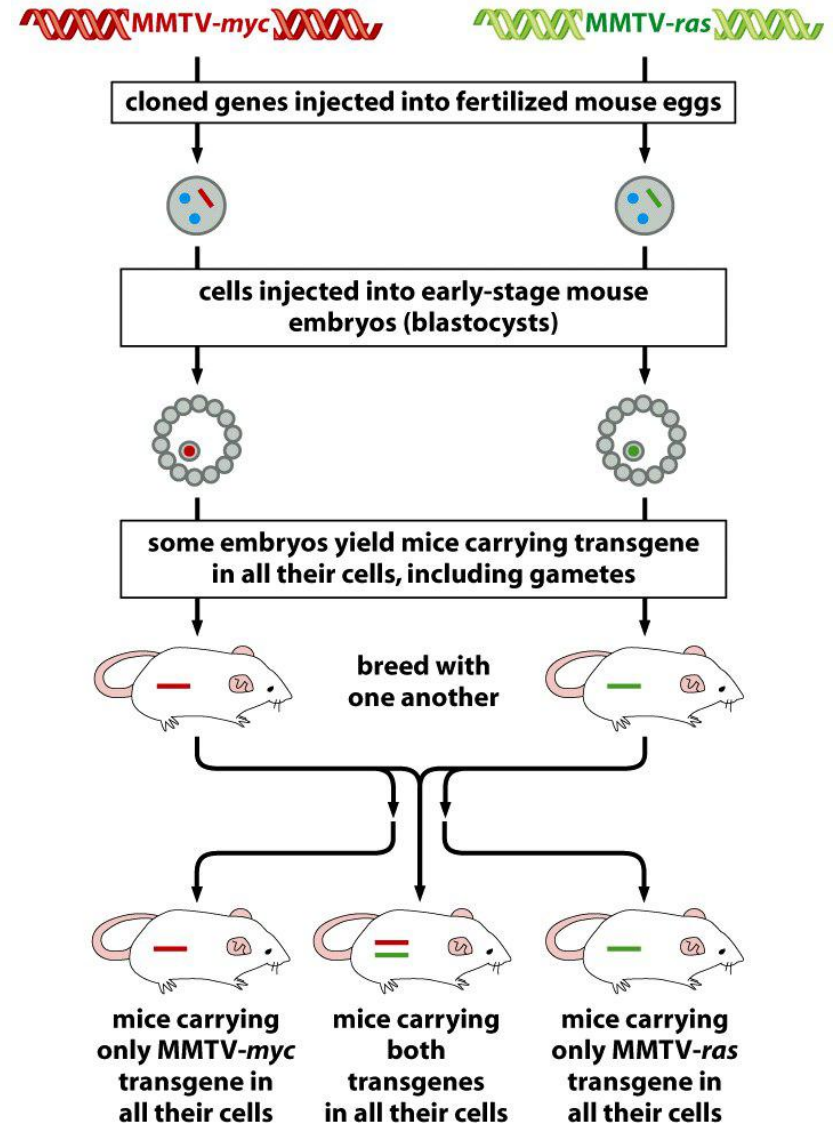 MMTV-myc
MMTV-ras
cloned genes injected into fertilized mouse eggs
cells injected into early-stage mouse
embryos (blastocysts)
some embryos yield mice carrying transgene
in all their cells, including gametes
breed with
one another
mice carrying
only MMTV-myc
transgene in
all their cells
mice carrying
both
transgenes
in all their cells
mice carrying
only MMTV-ras
transgene in
all their cells